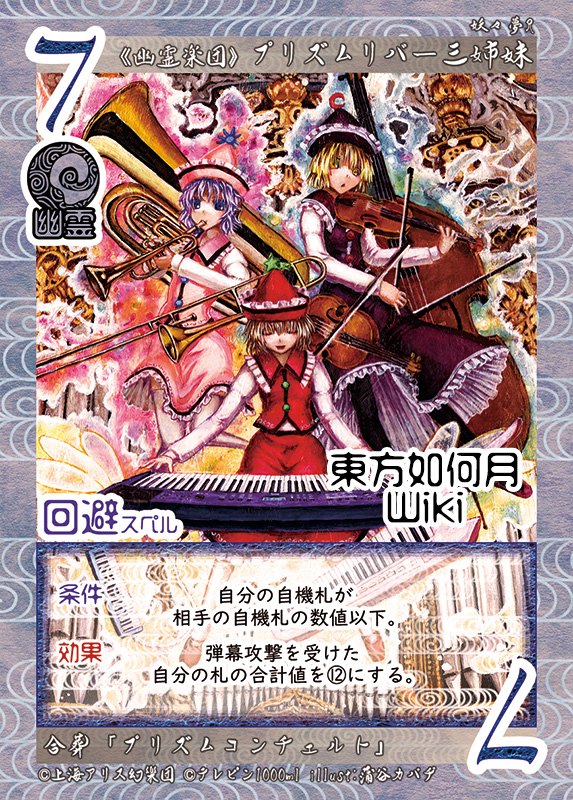 妖々夢R
7
《幽霊楽団》プリズムリバー三姉妹
幽霊
東方如何月
Wiki
回避スペル
条件
自分の自機札が
相手の自機札の数値以下。
効果
弾幕攻撃を受けた
自分の札の合計値を⑫にする。
合葬「プリズムコンチェルト」
7
©上海アリス幻樂団 ©テレピン1000ml illust:蒲谷カバヂ